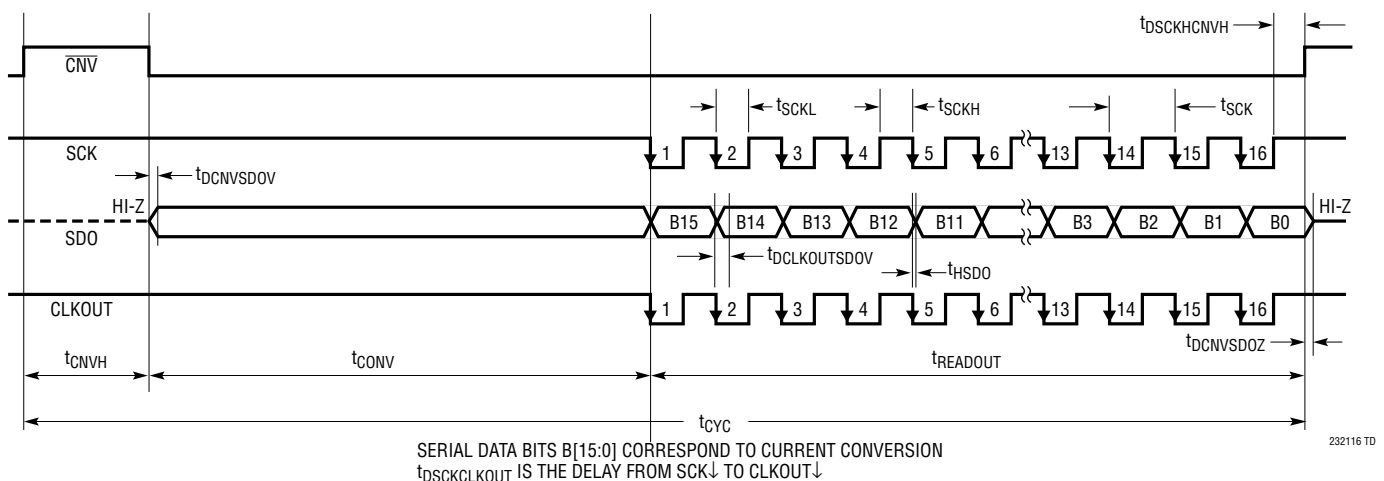 tDSCKHCNVH
CNV
tSCKL
tSCKH
tSCK
SCK
1 2 3 4 5 6 13 14 15 16
tDCNVSDOV
HI-Z
HI-Z
SDO
B15 B14 B13 B12 B11 B3 B2 B1 B0
tDCLKOUTSDOV
tHSDO
CLKOUT
1 2 3 4 5 6 13 14 15 16
tDCNVSDOZ
tCNVH
tCONV
tREADOUT
tCYC
SERIAL DATA BITS B[15:0] CORRESPOND TO CURRENT CONVERSION
tDSCKCLKOUT IS THE DELAY FROM SCK↓ TO CLKOUT↓
232116 TD